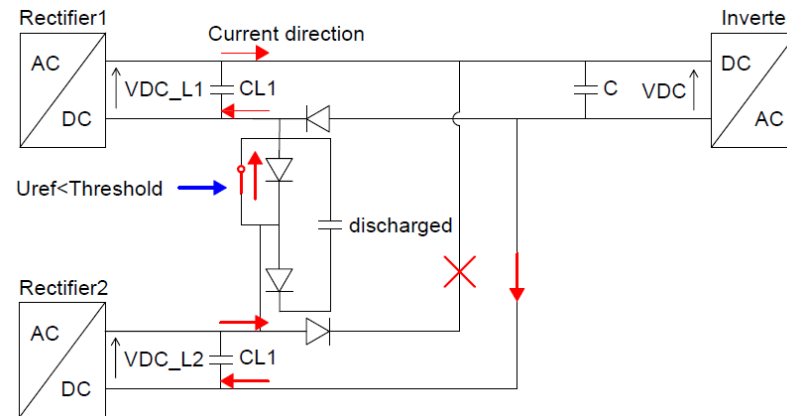 Rectifier1
Inverte
Current direction
AC
DC
VDC_L1
CL1
C
VDC
DC
AC
Uref<Threshold
discharged
Rectifier2
AC
DC
VDC_L2
CL1